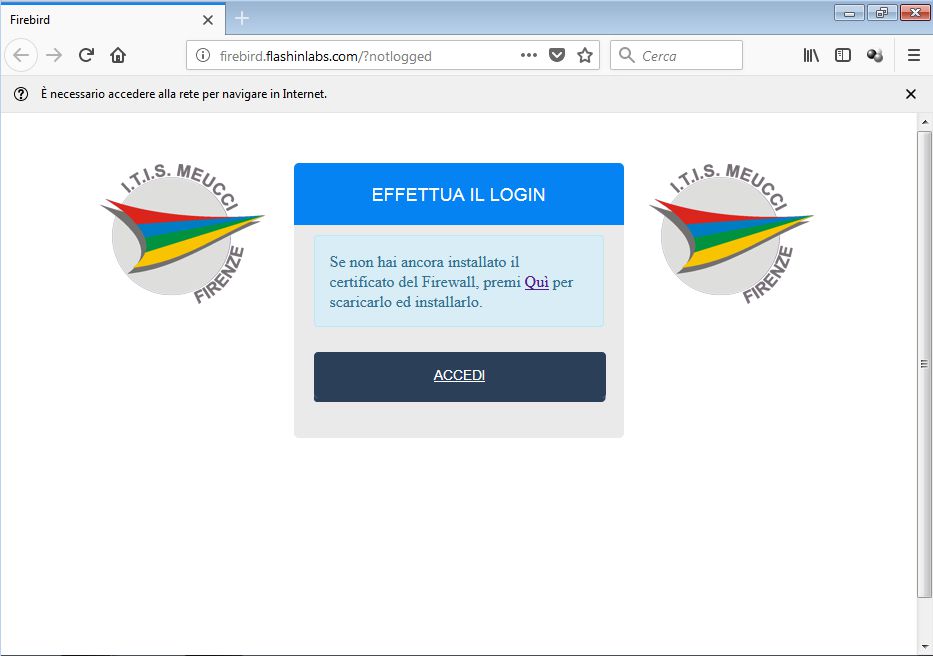 Firebird
firebird.flashinlabs.com/?notlogged
Cerca
È necessario accedere alla rete per navigare in Internet.
I.T.I.S. MEUCCI
FIRENZE
EFFETTUA IL LOGIN
Se non hai ancora installato il
certificato del Firewall, premi Quì per
scaricarlo ed installarlo.
ACCEDI
I.T.I.S. MEUCCI
FIRENZE